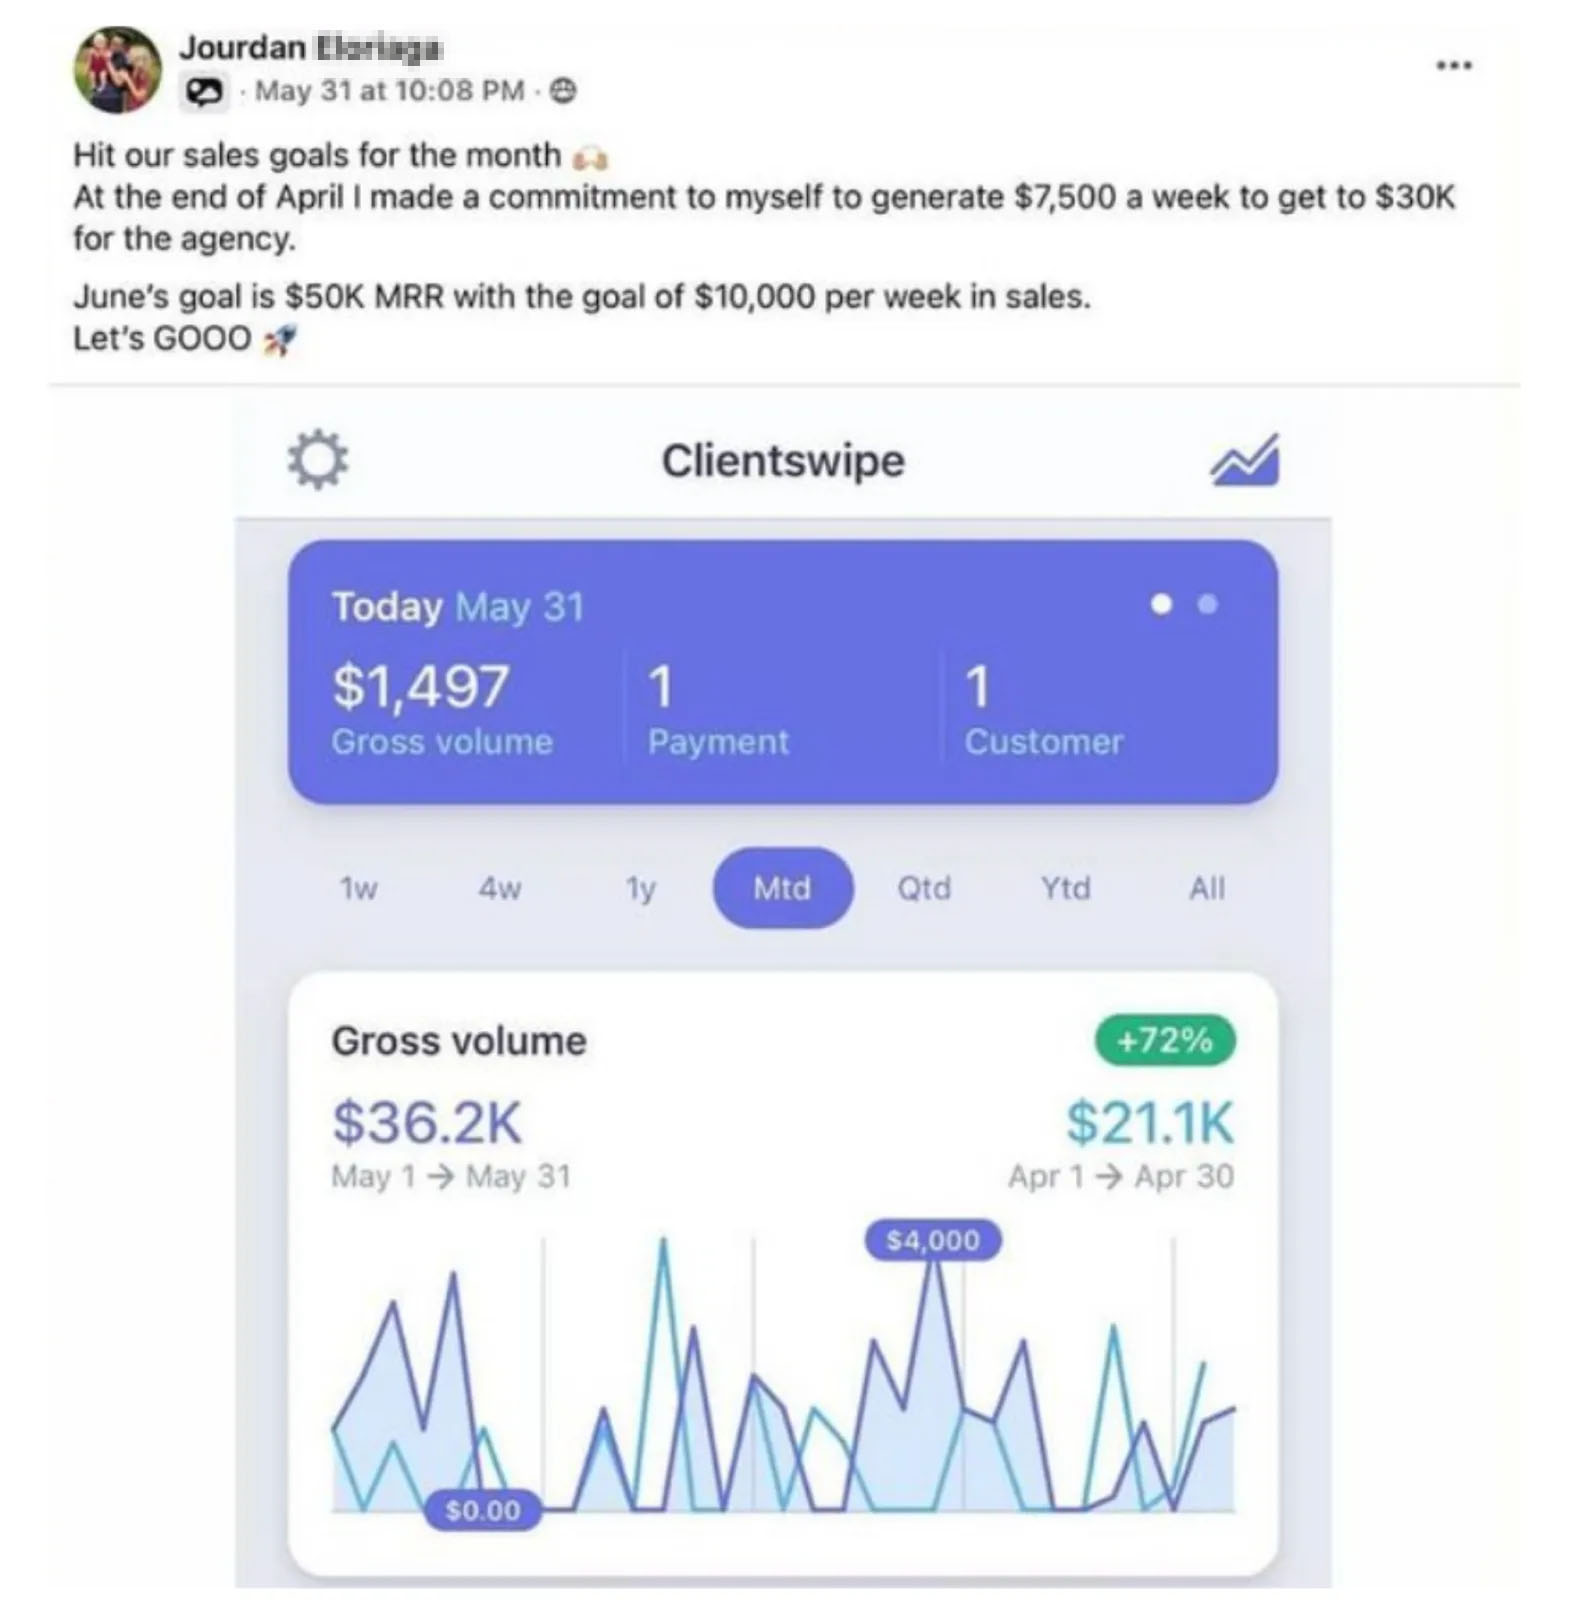 Jourdan
· May 31 at 10:08 PM ·
Hit our sales goals for the month 🙌🏼
At the end of April I made a commitment to myself to generate $7,500 a week to get to $30K
for the agency.
June's goal is $50K MRR with the goal of $10,000 per week in sales.
Let's GOOO 🚀
Clientswipe
Today May 31
$1,497 1 1
Gross volume Payment Customer
1w 4w 1y Mtd Qtd Ytd All
Gross volume +72%
$36.2K $21.1K
May 1 → May 31 Apr 1 → Apr 30
$4,000
$0.00